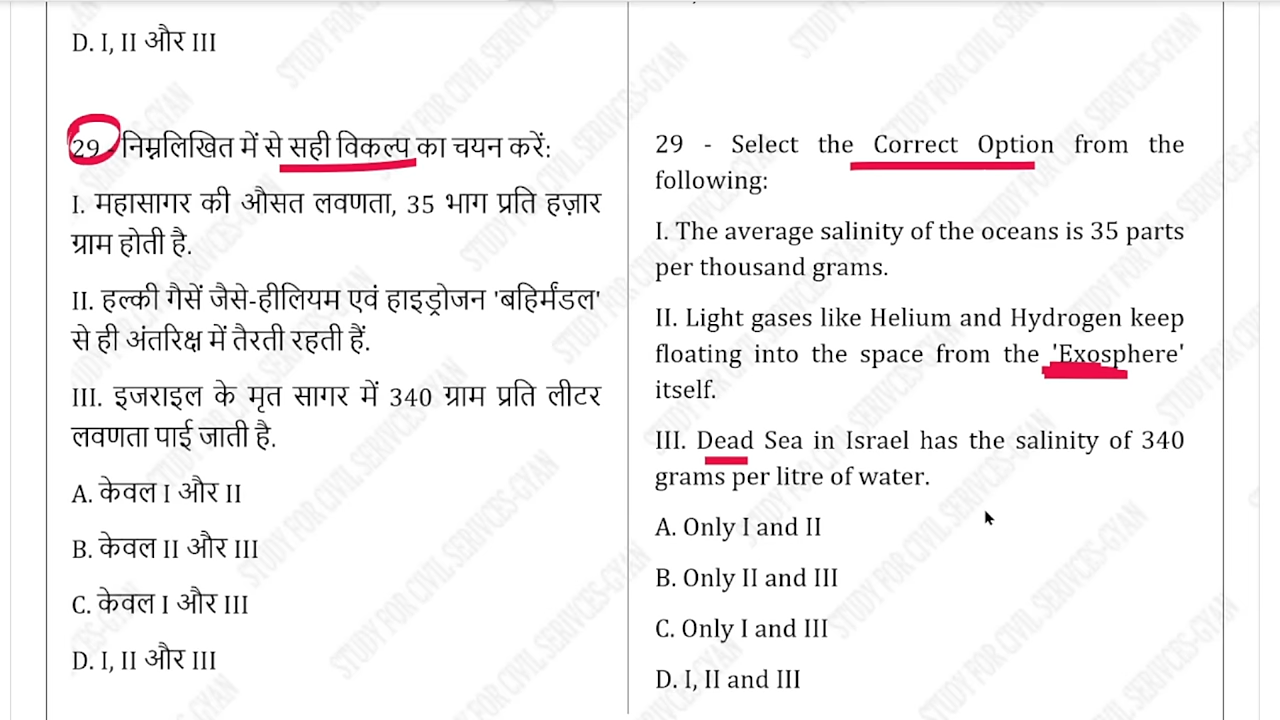 D. I, II और III
29 - निम्नलिखित में से सही विकल्प का चयन करें:
I. महासागर की औसत लवणता, 35 भाग प्रति हज़ार
ग्राम होती है.
II. हल्की गैसें जैसे-हीलियम एवं हाइड्रोजन 'बहिर्मंडल'
से ही अंतरिक्ष में तैरती रहती हैं.
III. इजराइल के मृत सागर में 340 ग्राम प्रति लीटर
लवणता पाई जाती है.
A. केवल I और II
B. केवल II और III
C. केवल I और III
D. I, II और III
29 - Select the Correct Option from the
following:
I. The average salinity of the oceans is 35 parts
per thousand grams.
II. Light gases like Helium and Hydrogen keep
floating into the space from the 'Exosphere'
itself.
III. Dead Sea in Israel has the salinity of 340
grams per litre of water.
A. Only I and II
B. Only II and III
C. Only I and III
D. I, II and III
STUDY FOR CIVIL SERIVCES-GYAN